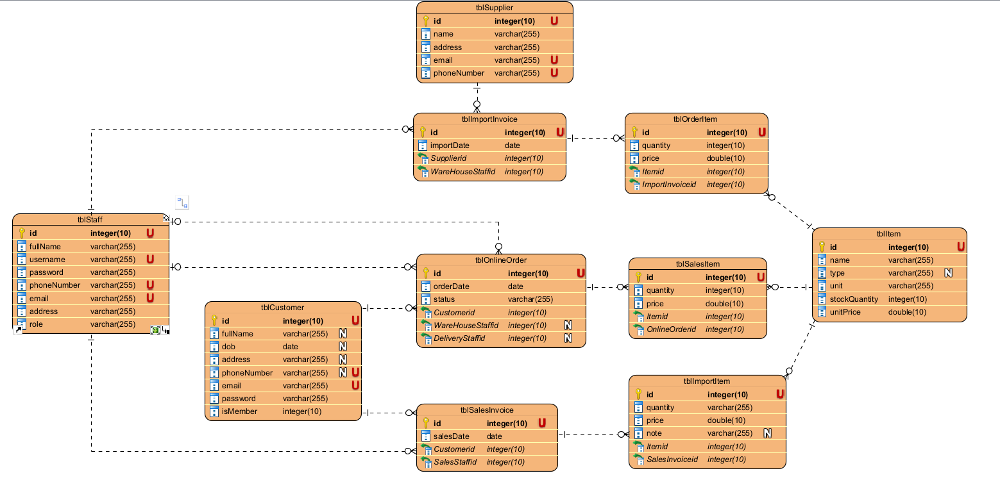 tblSupplier
id integer(10) U
name varchar(255)
address varchar(255)
email varchar(255) U
phoneNumber varchar(255) U
tblImportInvoice
id integer(10) U
importDate date
Supplierid integer(10)
WareHouseStaffid integer(10)
tblOrderItem
id integer(10) U
quantity integer(10)
price double(10)
Itemid integer(10)
ImportInvoiceid integer(10)
tblStaff
id integer(10) U
fullName varchar(255)
username varchar(255) U
password varchar(255)
phoneNumber varchar(255) U
email varchar(255) U
address varchar(255)
role varchar(255)
tblOnlineOrder
id integer(10) U
orderDate date
status varchar(255)
Customerid integer(10)
WareHouseStaffid integer(10) N
DeliveryStaffid integer(10) N
tblSalesItem
id integer(10) U
quantity integer(10)
price double(10)
Itemid integer(10)
OnlineOrderid integer(10)
tblItem
id integer(10) U
name varchar(255)
type varchar(255) N
unit varchar(255)
stockQuantity integer(10)
unitPrice double(10)
tblCustomer
id integer(10) U
fullName varchar(255) N
dob date N
address varchar(255) N
phoneNumber varchar(255) N U
email varchar(255) U
password varchar(255)
isMember integer(10)
tblSalesInvoice
id integer(10) U
salesDate date
Customerid integer(10)
SalesStaffid integer(10)
tblImportItem
id integer(10) U
quantity varchar(255)
price double(10)
note varchar(255) N
Itemid integer(10)
SalesInvoiceid integer(10)